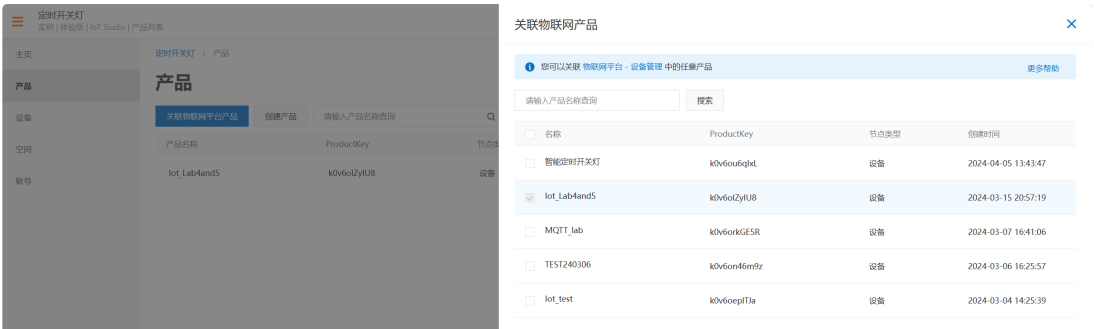 定时开关灯
实例 | 体验版 | IoT Studio | 产品列表
主页
产品
设备
空间
账号
定时开关灯 / 产品
产品
关联物联网平台产品 创建产品 请输入产品名称查询
产品名称 ProductKey 节点类
Iot_Lab4and5 k0v6olZyIU8 设备
关联物联网产品
您可以关联 物联网平台 - 设备管理 中的任意产品 更多帮助
请输入产品名称查询 搜索
名称 ProductKey 节点类型 创建时间
智能定时开关灯 k0v6ou6qlxL 设备 2024-04-05 13:43:47
Iot_Lab4and5 k0v6olZyIU8 设备 2024-03-15 20:57:19
MQTT_lab k0v6orkGE5R 设备 2024-03-07 16:41:06
TEST240306 k0v6on46m9z 设备 2024-03-06 16:25:57
Iot_test k0v6oepITJa 设备 2024-03-04 14:25:39